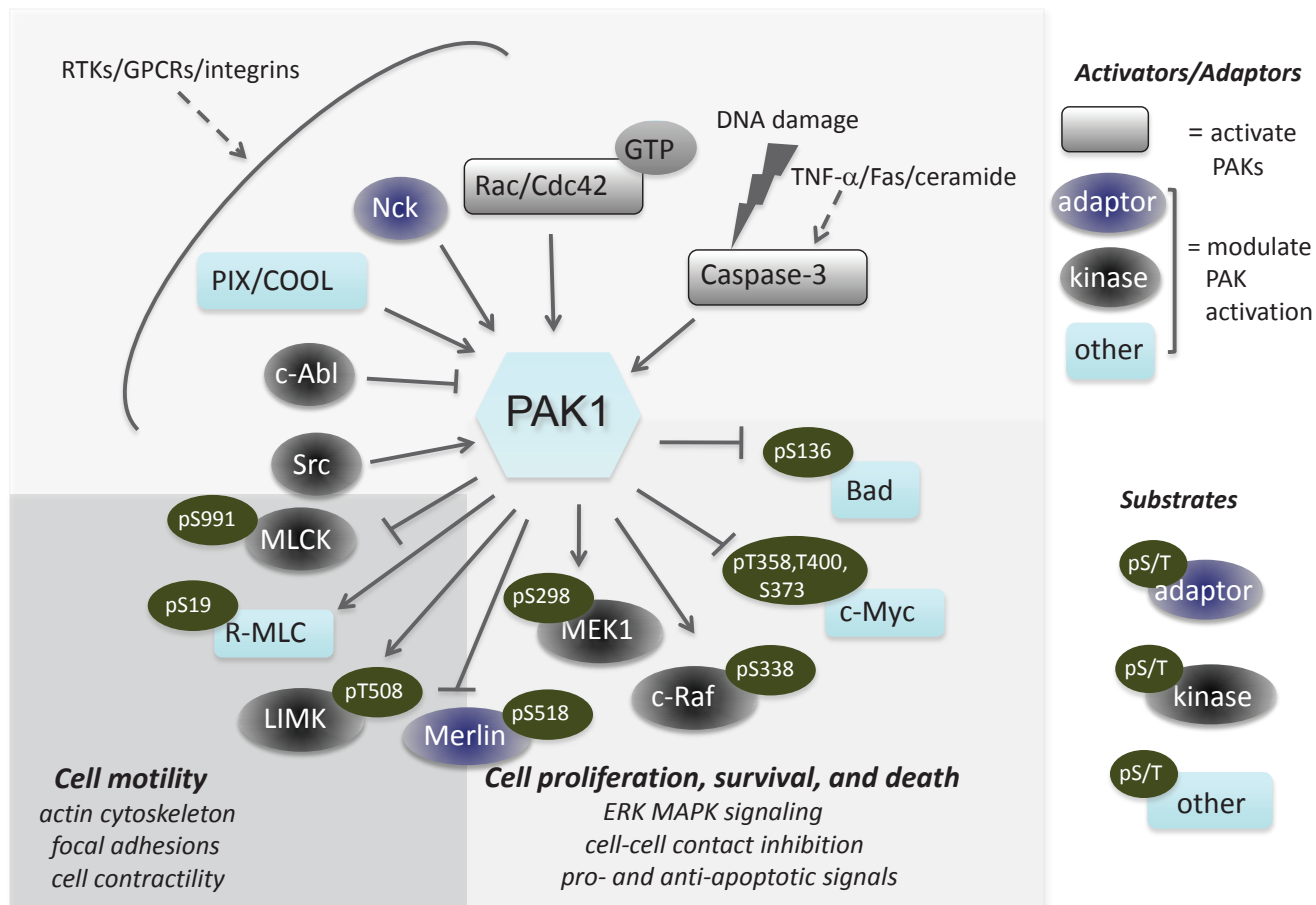 RTKs/GPCRs/integrins
DNA damage
GTP
Rac/Cdc42
TNF-α/Fas/ceramide
Nck
PIX/COOL
Caspase-3
c-Abl
PAK1
Src
pS136
Bad
pS991
MLCK
pT358,T400,
S373
c-Myc
pS19
R-MLC
pS298
MEK1
pS338
c-Raf
pT508
LIMK
pS518
Merlin
Cell motility
actin cytoskeleton
focal adhesions
cell contractility
Cell proliferation, survival, and death
ERK MAPK signaling
cell-cell contact inhibition
pro- and anti-apoptotic signals
Activators/Adaptors
= activate
PAKs
adaptor
kinase
other
= modulate
PAK
activation
Substrates
pS/T
adaptor
pS/T
kinase
pS/T
other